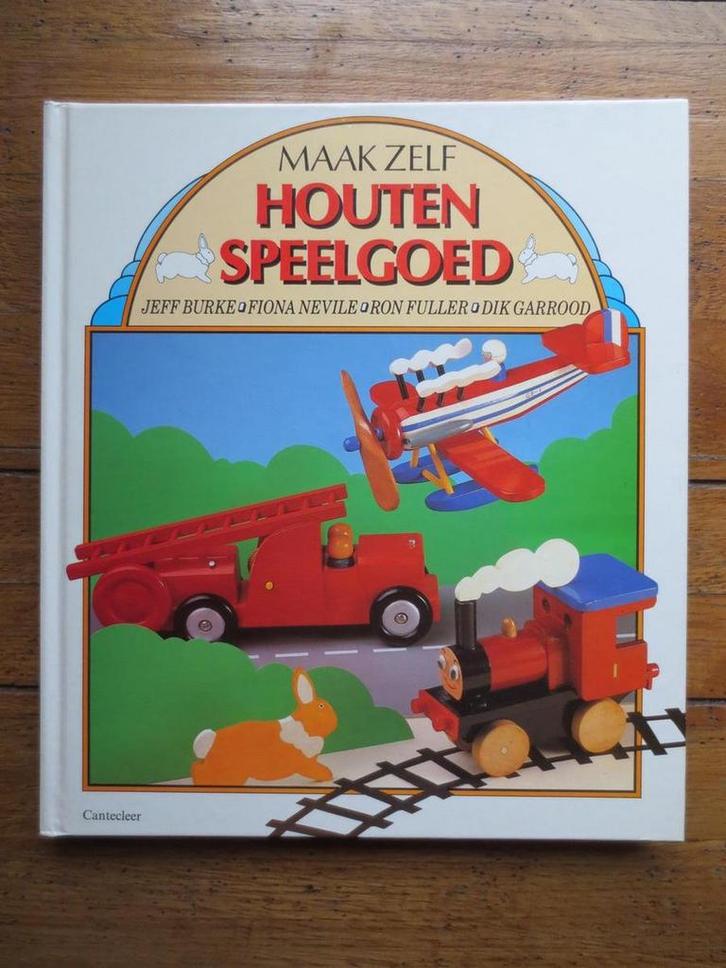 MAAK ZELF
HOUTEN
SPEELGOED
JEFF BURKE FIONA NEVILE RON FULLER DIK GARROOD
Cantecleer